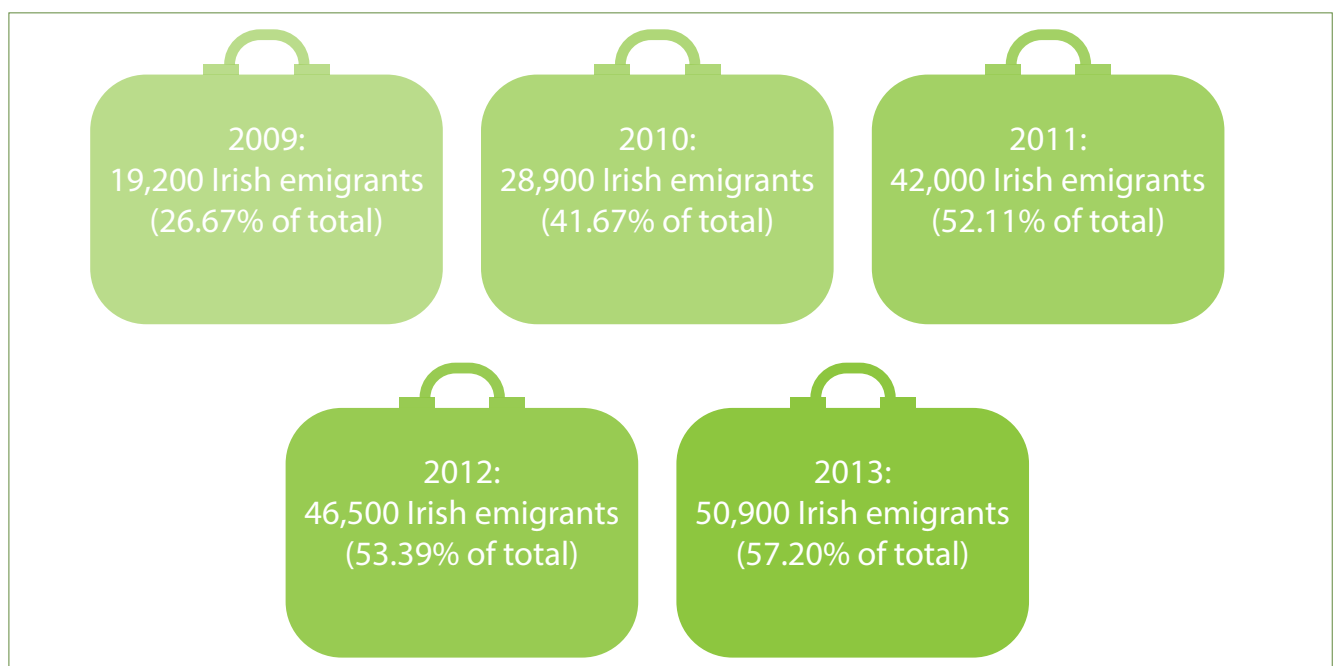 2009:
19,200 Irish emigrants
(26.67% of total)
2010:
28,900 Irish emigrants
(41.67% of total)
2011:
42,000 Irish emigrants
(52.11% of total)
2012:
46,500 Irish emigrants
(53.39% of total)
2013:
50,900 Irish emigrants
(57.20% of total)